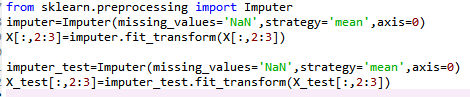 from sklearn.preprocessing import Imputer
imputer=Imputer(missing_values='NaN',strategy='mean',axis=0)
X[:,2:3]=imputer.fit_transform(X[:,2:3])
imputer_test=Imputer(missing_values='NaN',strategy='mean',axis=0)
X_test[:,2:3]=imputer_test.fit_transform(X_test[:,2:3])